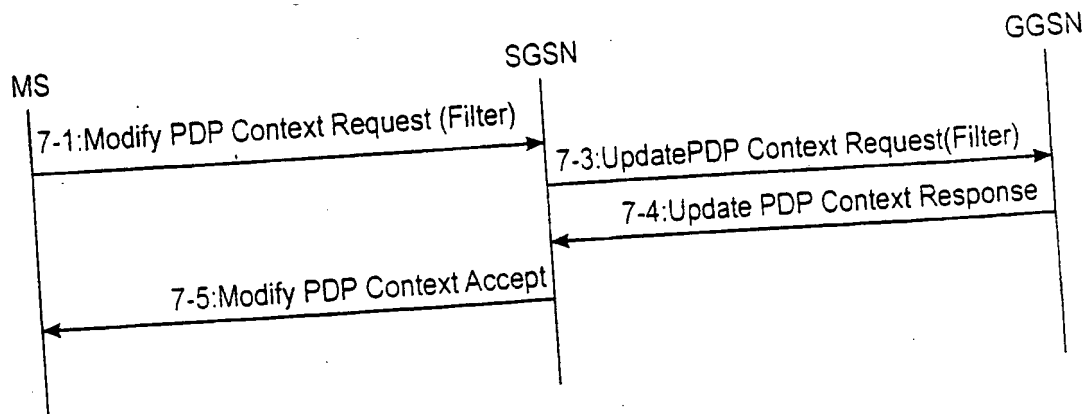 MS
SGSN
GGSN
7-1:Modify PDP Context Request (Filter)
7-3:UpdatePDP Context Request(Filter)
7-4:Update PDP Context Response
7-5:Modify PDP Context Accept